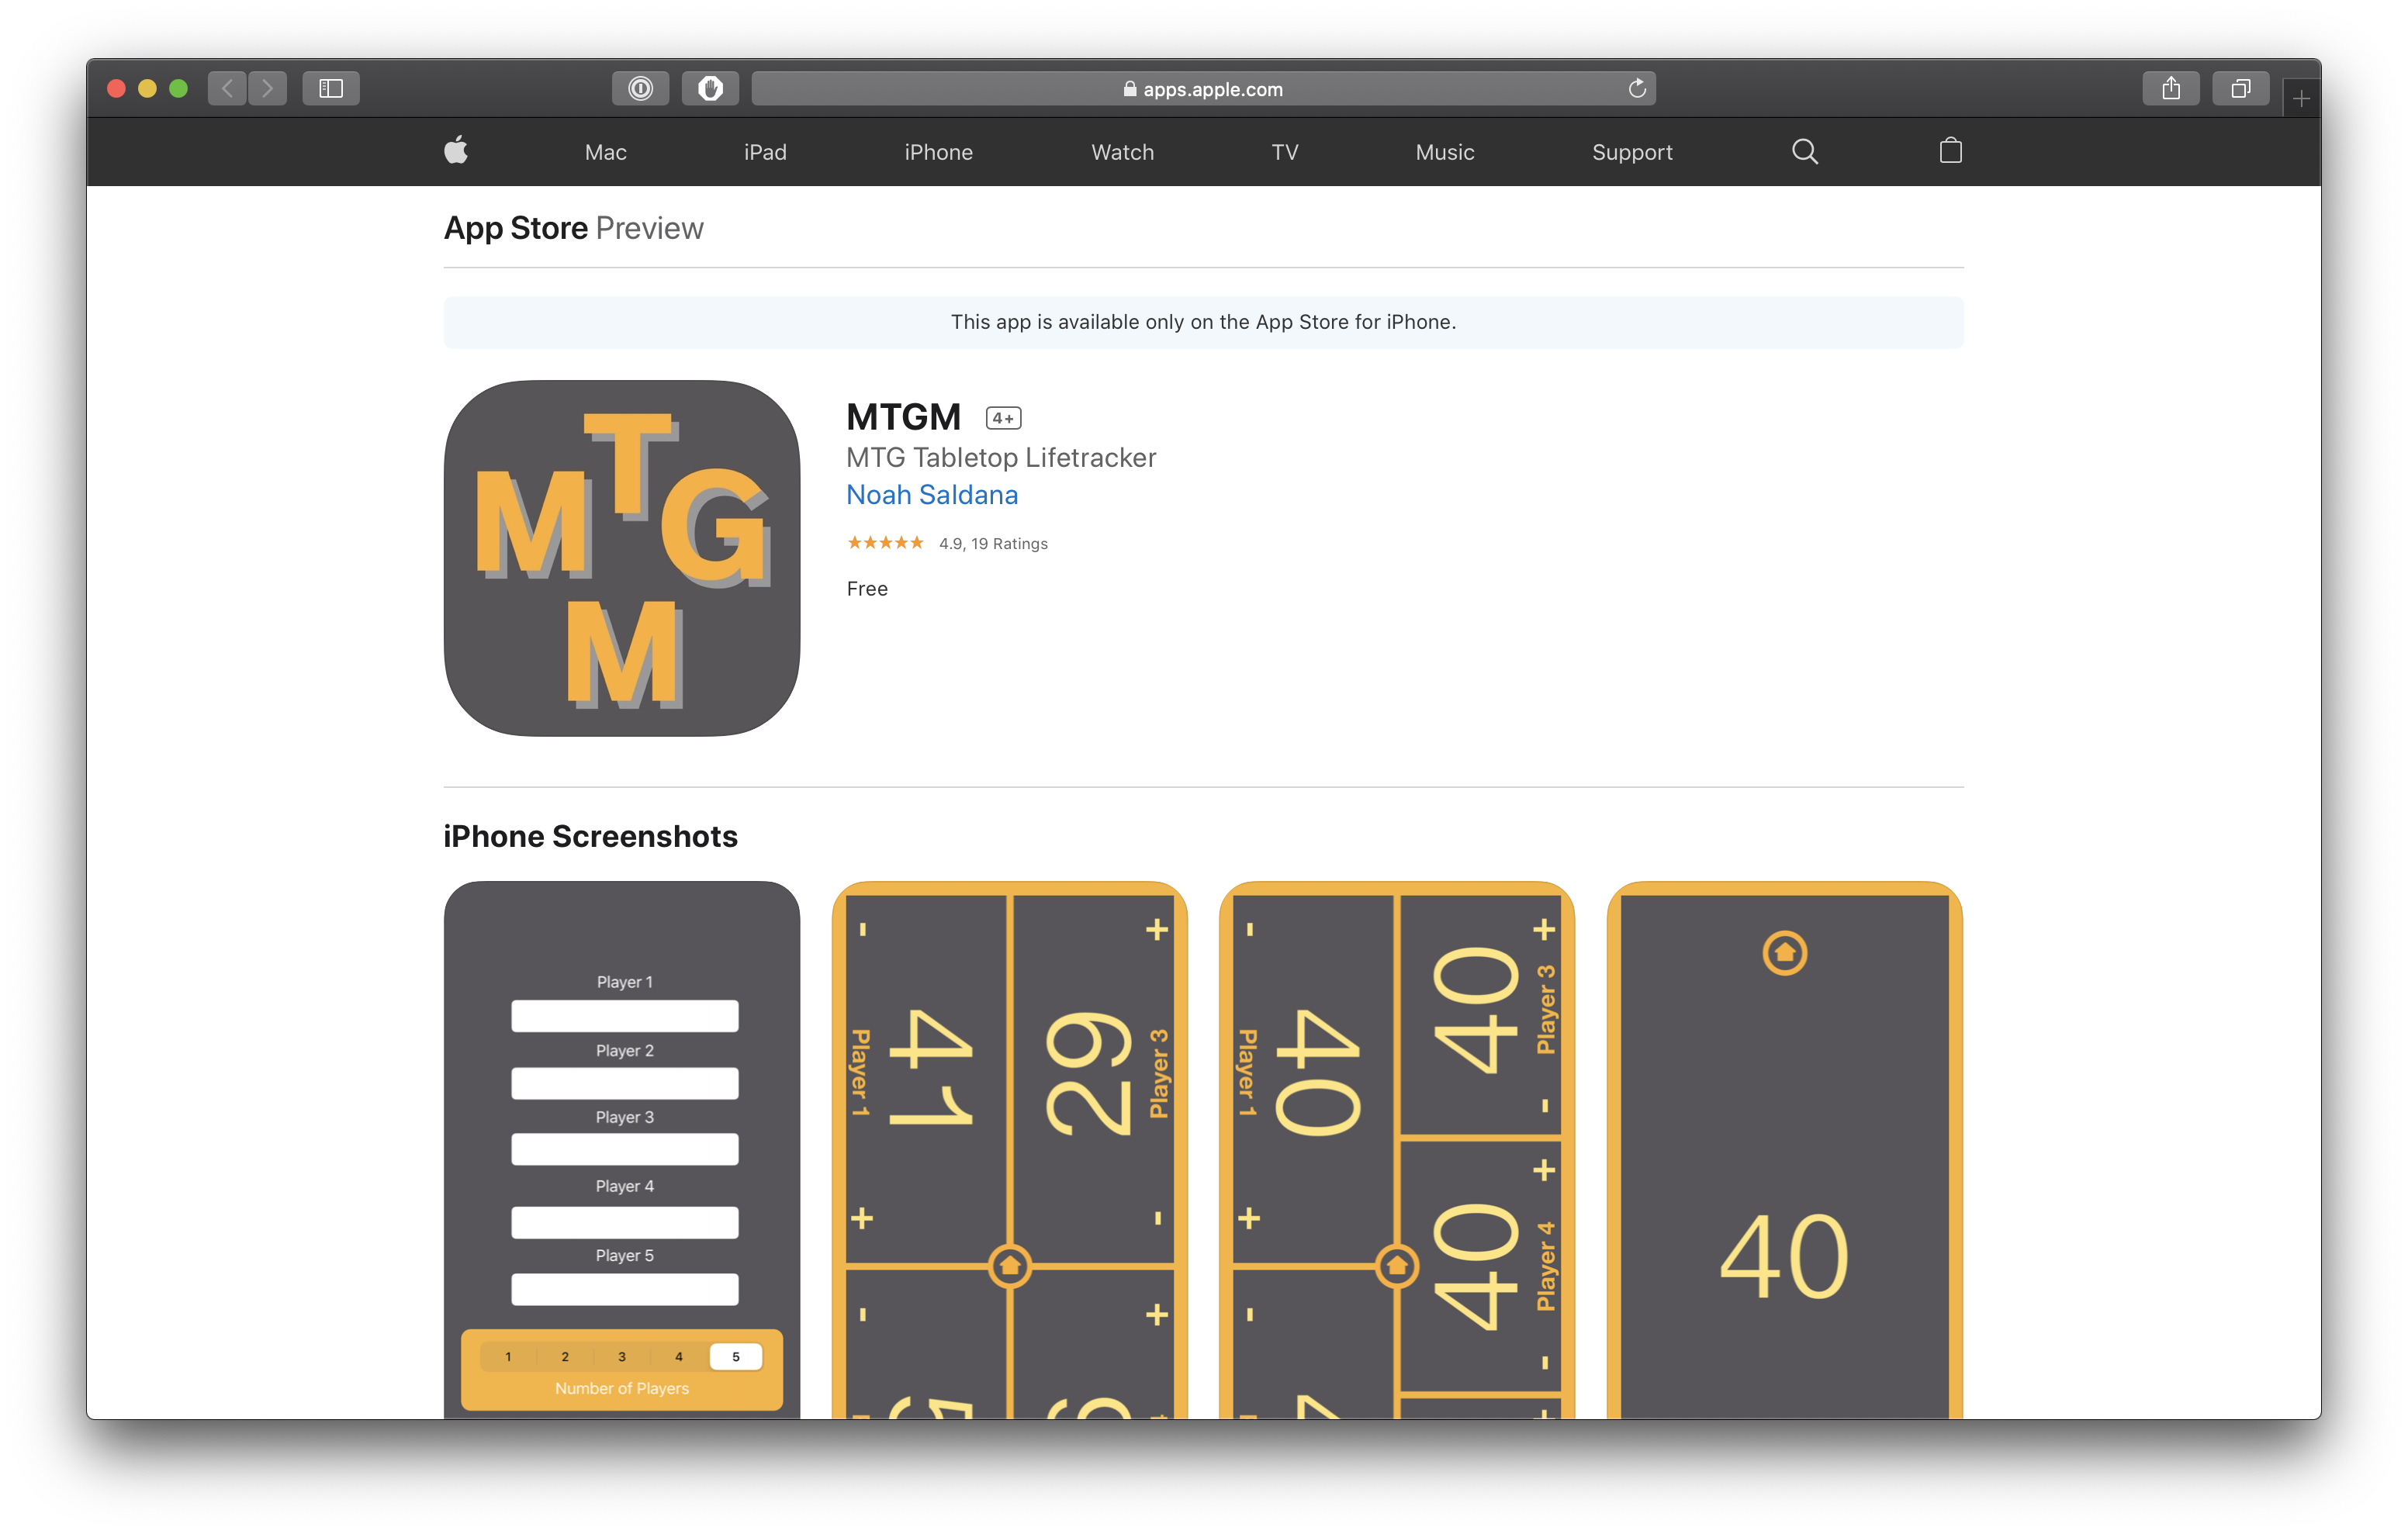 apps.apple.com
Mac iPad iPhone Watch TV Music Support
App Store Preview
This app is available only on the App Store for iPhone.
M T G M
MTGM 4+
MTG Tabletop Lifetracker
Noah Saldana
★★★★★ 4.9, 19 Ratings
Free
iPhone Screenshots
Player 1
Player 2
Player 3
Player 4
Player 5
1 2 3 4 5
Number of Players
- +
Player 1
41
+
29
Player 3
-
- +
- +
Player 1
40
+
40
Player 3
-
+
40
Player 4
-
-
+
40